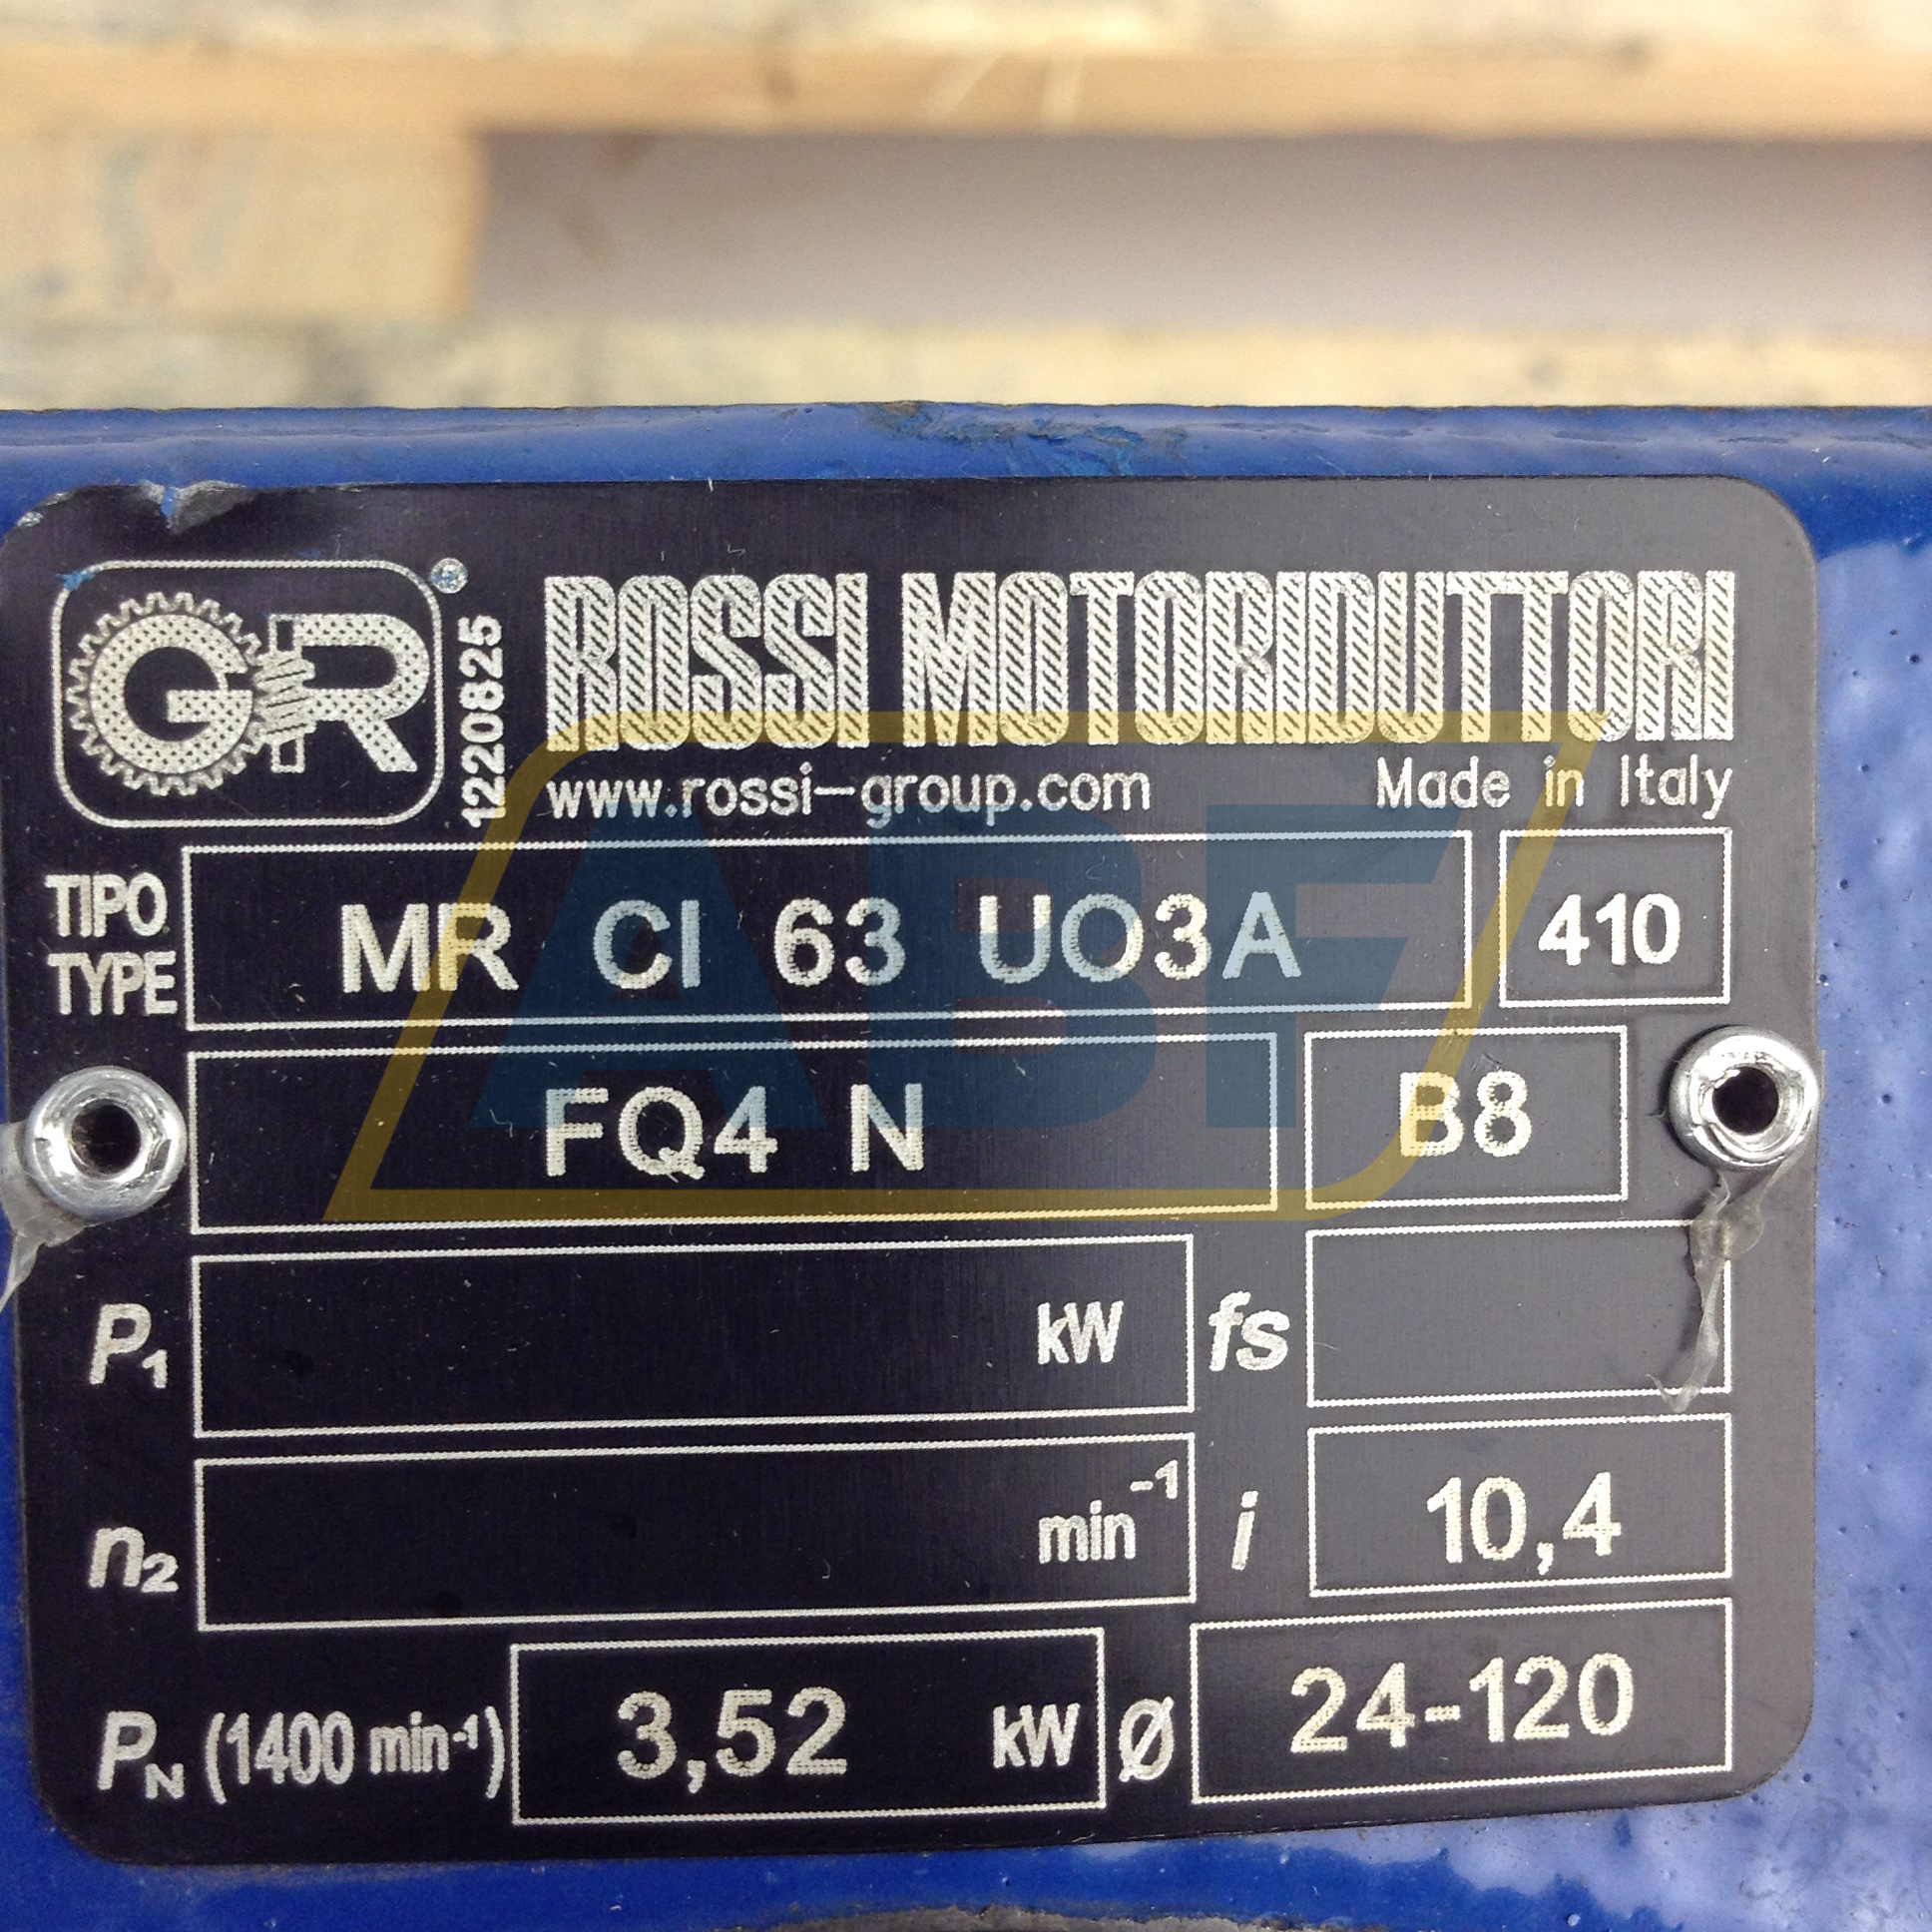 GR
1220825
ROSSI MOTORIDUTTORI
www.rossi-group.com Made in Italy
TIPO
TYPE
MR CI 63 UO3A 410
FQ4 N B8
P1 kW fs
n2 min-1 i 10,4
PN (1400 min-1) 3,52 kW Ø 24-120
ABF